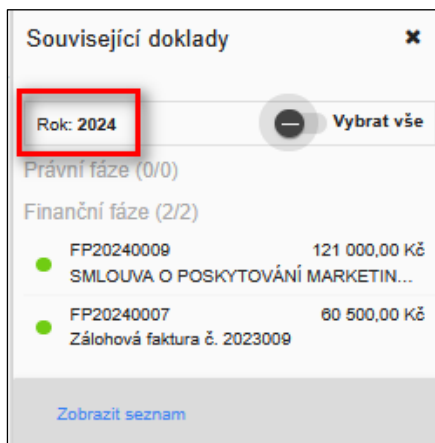 Související doklady
Rok: 2024 Vybrat vše
Právní fáze (0/0)
Finanční fáze (2/2)
FP20240009 121 000,00 Kč
SMLOUVA O POSKYTOVÁNÍ MARKETIN...
FP20240007 60 500,00 Kč
Zálohová faktura č. 2023009
Zobrazit seznam